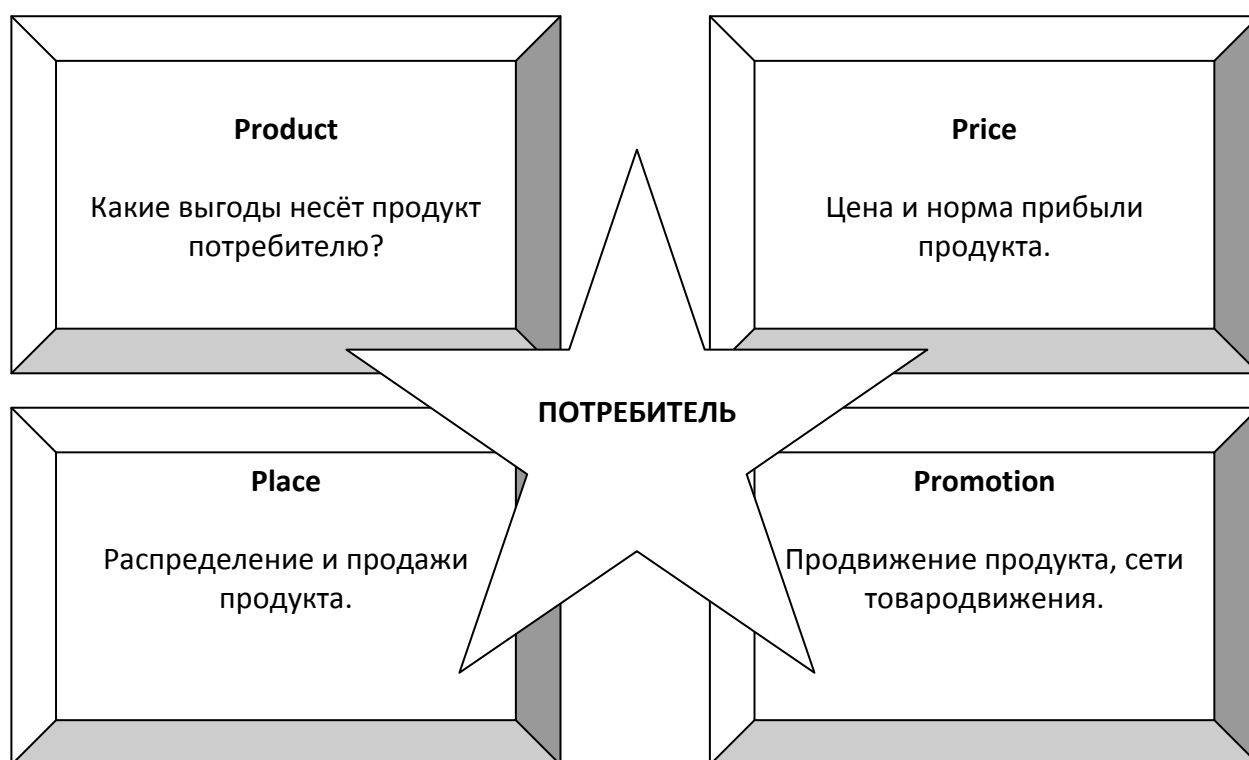 Product
Какие выгоды несёт продукт
потребителю?
Price
Цена и норма прибыли
продукта.
ПОТРЕБИТЕЛЬ
Place
Распределение и продажи
продукта.
Promotion
Продвижение продукта, сети
товародвижения.